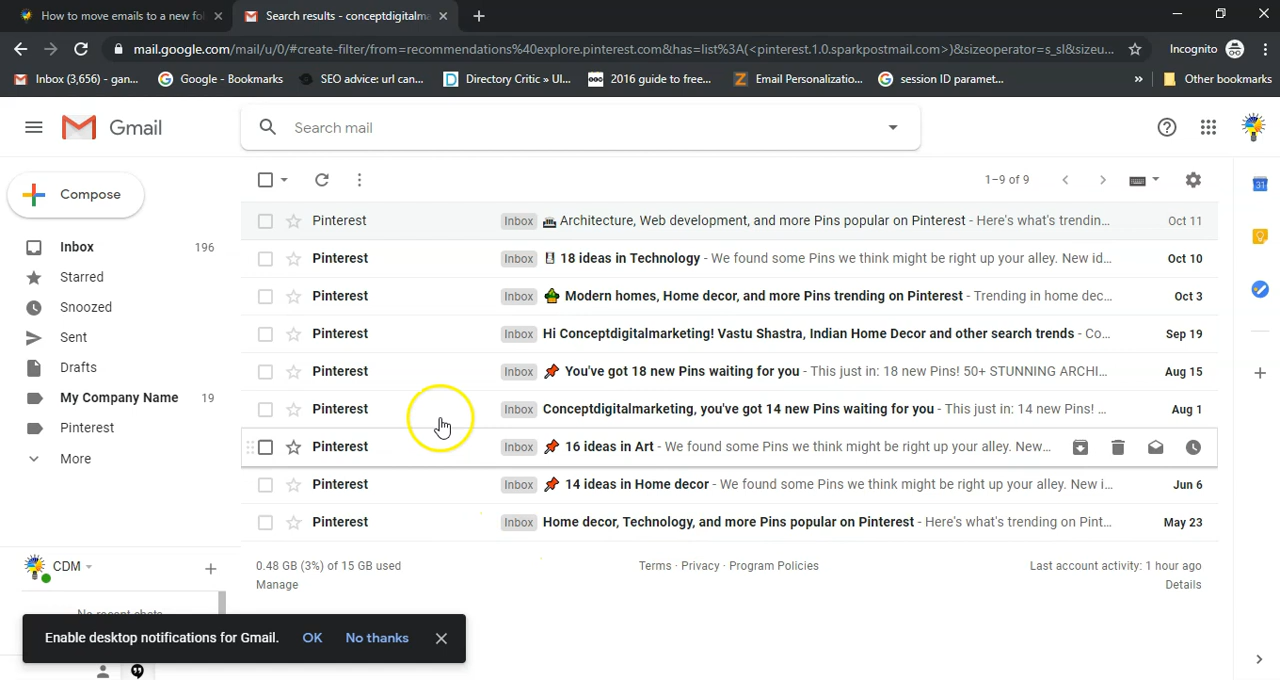 How to move emails to a new fol
Search results - conceptdigitalma
mail.google.com/mail/u/0/#create-filter/from=recommendations%40explore.pinterest.com&has=list%3A(<pinterest.1.0.sparkpostmail.com>)&sizeoperator=s_sl&sizeu...
Incognito
Inbox (3,656) - gan...
Google - Bookmarks
SEO advice: url can...
Directory Critic » Ul...
2016 guide to free...
Email Personalizatio...
session ID paramet...
»
Other bookmarks
Gmail
Search mail
Compose
1–9 of 9
Inbox 196
Starred
Snoozed
Sent
Drafts
My Company Name 19
Pinterest
More
Pinterest Inbox Architecture, Web development, and more Pins popular on Pinterest - Here's what's trendin... Oct 11
Pinterest Inbox 18 ideas in Technology - We found some Pins we think might be right up your alley. New id... Oct 10
Pinterest Inbox Modern homes, Home decor, and more Pins trending on Pinterest - Trending in home dec... Oct 3
Pinterest Inbox Hi Conceptdigitalmarketing! Vastu Shastra, Indian Home Decor and other search trends - Co... Sep 19
Pinterest Inbox You've got 18 new Pins waiting for you - This just in: 18 new Pins! 50+ STUNNING ARCHI... Aug 15
Pinterest Inbox Conceptdigitalmarketing, you've got 14 new Pins waiting for you - This just in: 14 new Pins! ... Aug 1
Pinterest Inbox 16 ideas in Art - We found some Pins we think might be right up your alley. New...
Pinterest Inbox 14 ideas in Home decor - We found some Pins we think might be right up your alley. New i... Jun 6
Pinterest Inbox Home decor, Technology, and more Pins popular on Pinterest - Here's what's trending on Pint... May 23
0.48 GB (3%) of 15 GB used
Manage
Terms · Privacy · Program Policies
Last account activity: 1 hour ago
Details
CDM
No recent chats
Enable desktop notifications for Gmail. OK No thanks
31